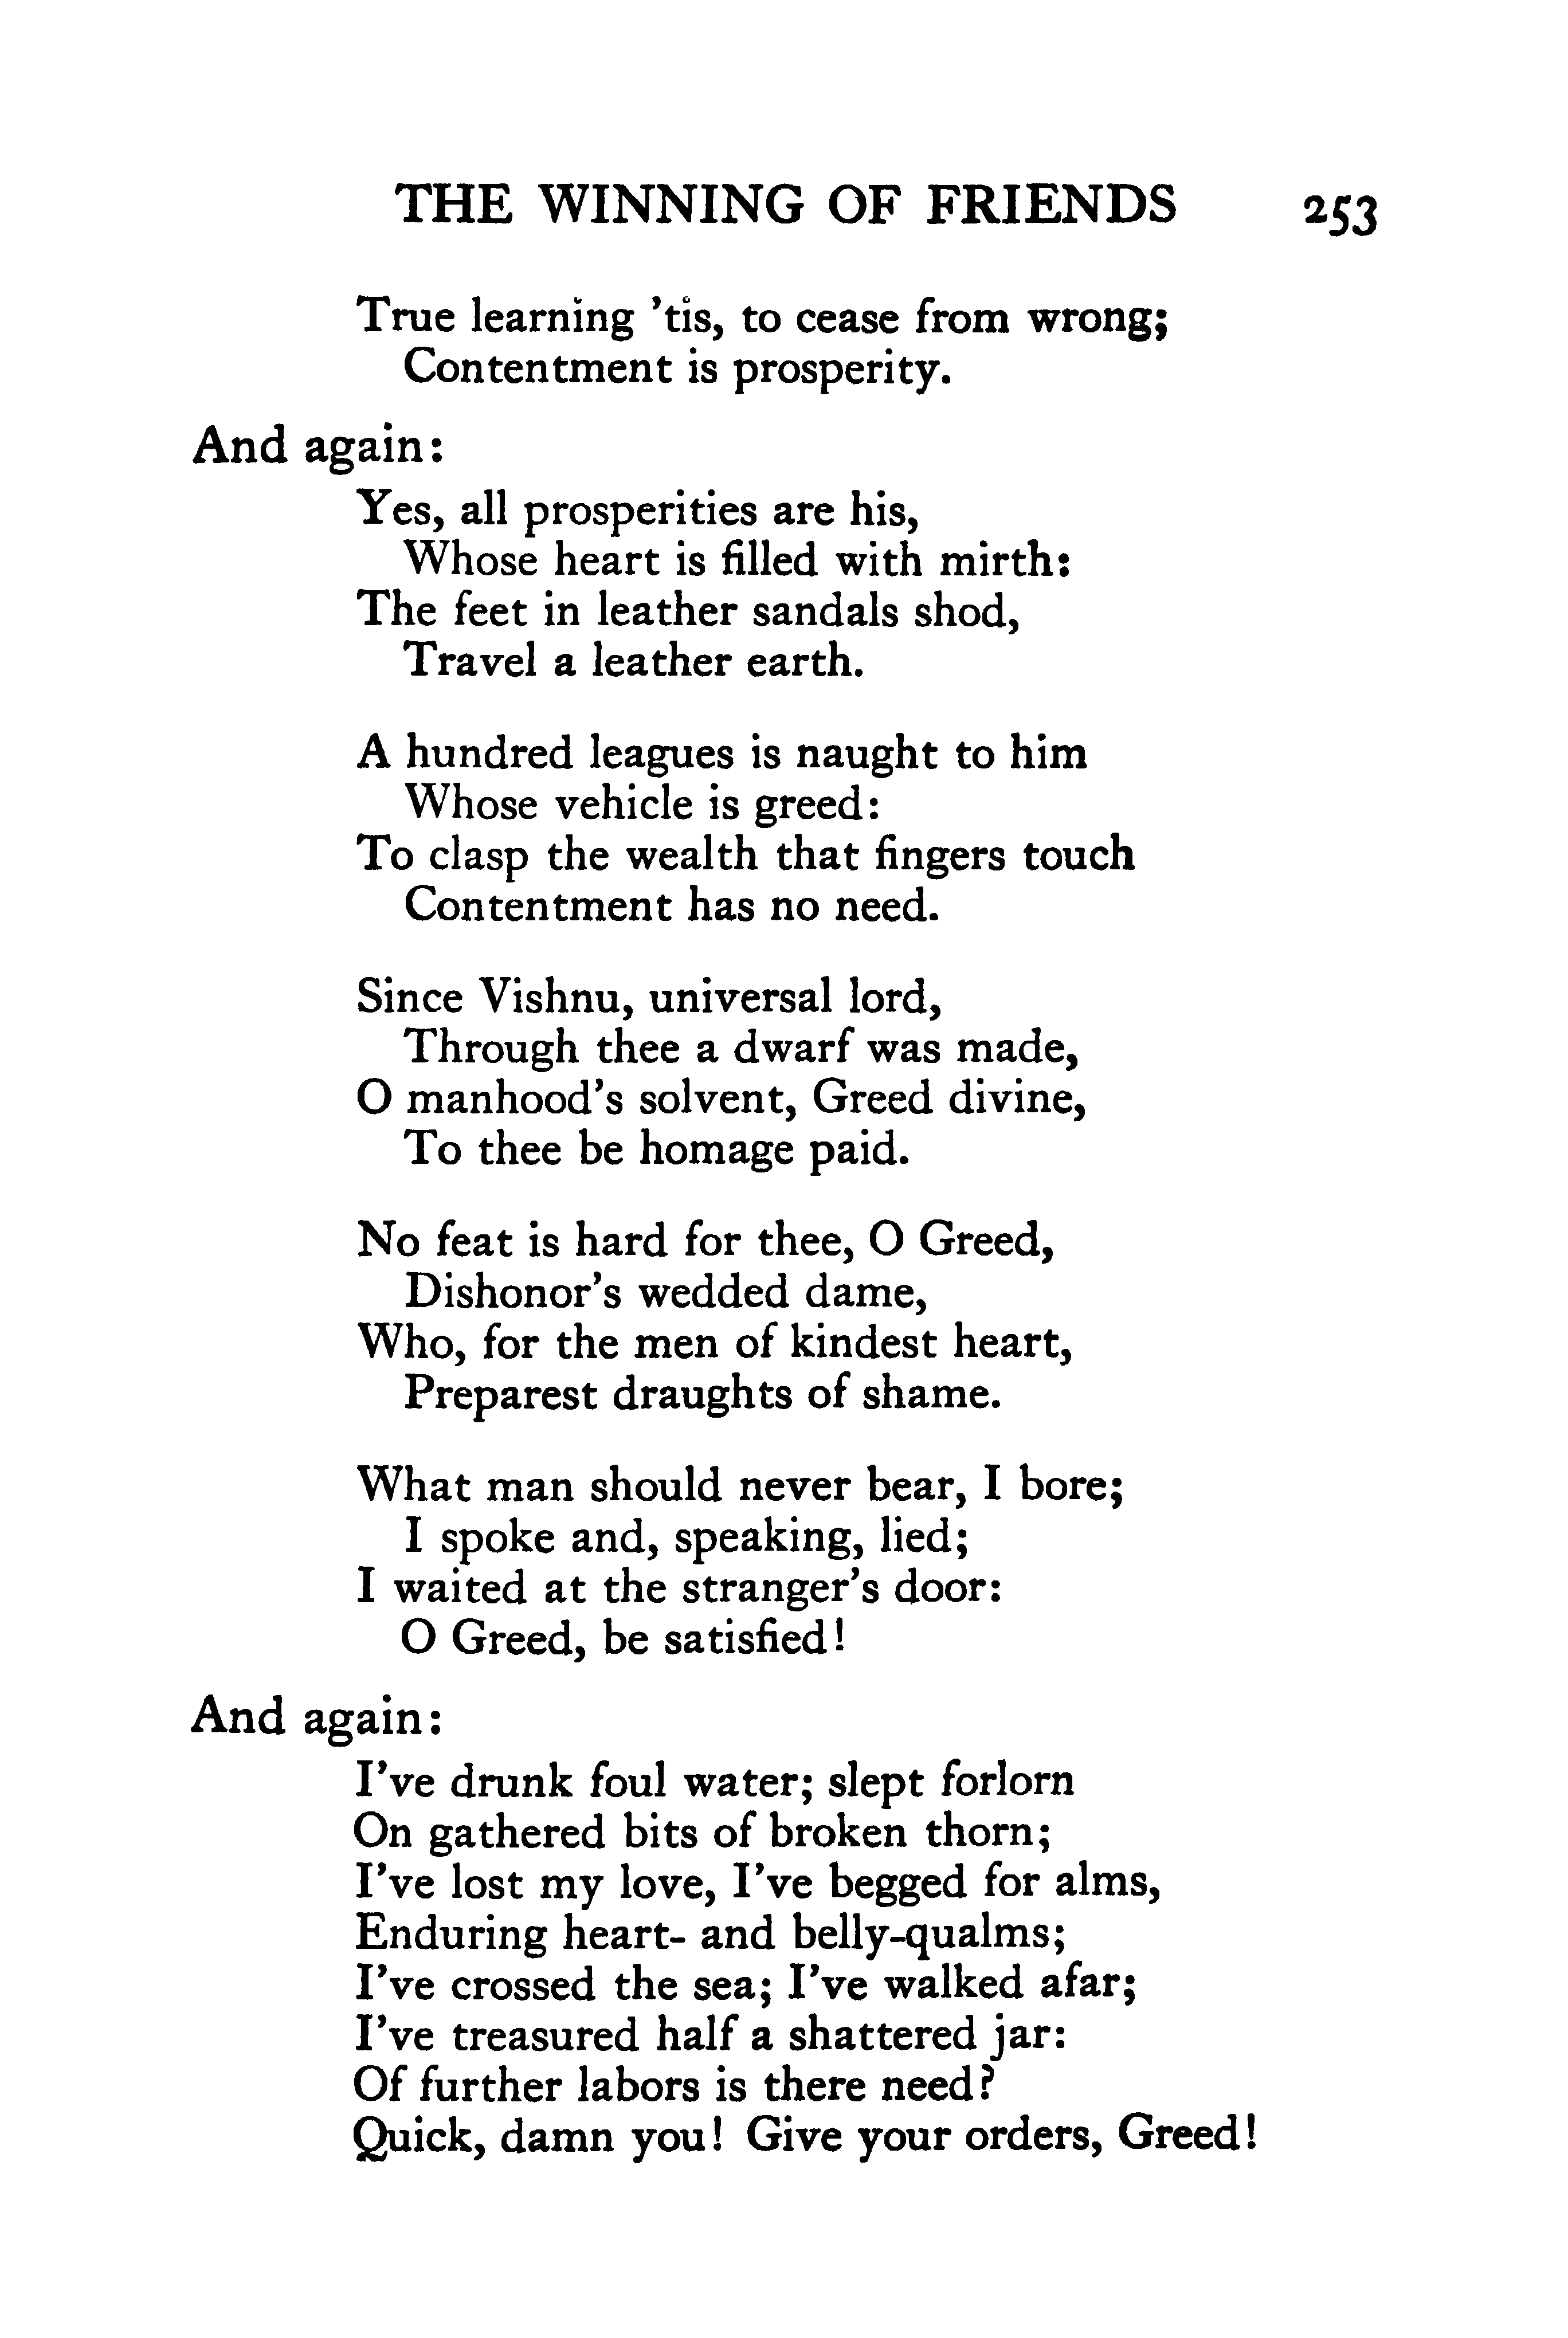 THE WINNING OF FRIENDS 253
True learning 'tis, to cease from wrong;
Contentment is prosperity.
And again:
Yes, all prosperities are his,
Whose heart is filled with mirth:
The feet in leather sandals shod,
Travel a leather earth.
A hundred leagues is naught to him
Whose vehicle is greed:
To clasp the wealth that fingers touch
Contentment has no need.
Since Vishnu, universal lord,
Through thee a dwarf was made,
O manhood's solvent, Greed divine,
To thee be homage paid.
No feat is hard for thee, O Greed,
Dishonor's wedded dame,
Who, for the men of kindest heart,
Preparest draughts of shame.
What man should never bear, I bore;
I spoke and, speaking, lied;
I waited at the stranger's door:
O Greed, be satisfied!
And again:
I've drunk foul water; slept forlorn
On gathered bits of broken thorn;
I've lost my love, I've begged for alms,
Enduring heart- and belly-qualms;
I've crossed the sea; I've walked afar;
I've treasured half a shattered jar:
Of further labors is there need?
Quick, damn you! Give your orders, Greed!